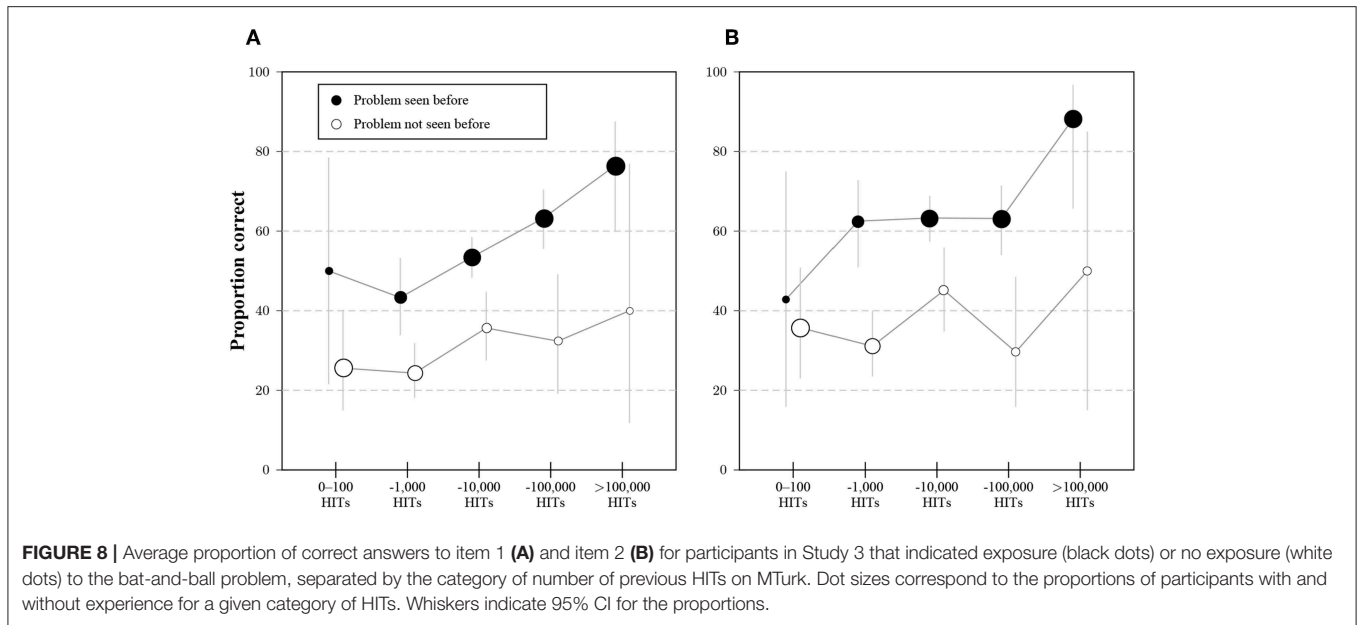 A
B
100
80
60
40
20
0
Proportion correct
Problem seen before
Problem not seen before
0–100 HITs
-1,000 HITs
-10,000 HITs
-100,000 HITs
>100,000 HITs
100
80
60
40
20
0
0–100 HITs
-1,000 HITs
-10,000 HITs
-100,000 HITs
>100,000 HITs
FIGURE 8 | Average proportion of correct answers to item 1 (A) and item 2 (B) for participants in Study 3 that indicated exposure (black dots) or no exposure (white
dots) to the bat-and-ball problem, separated by the category of number of previous HITs on MTurk. Dot sizes correspond to the proportions of participants with and
without experience for a given category of HITs. Whiskers indicate 95% CI for the proportions.